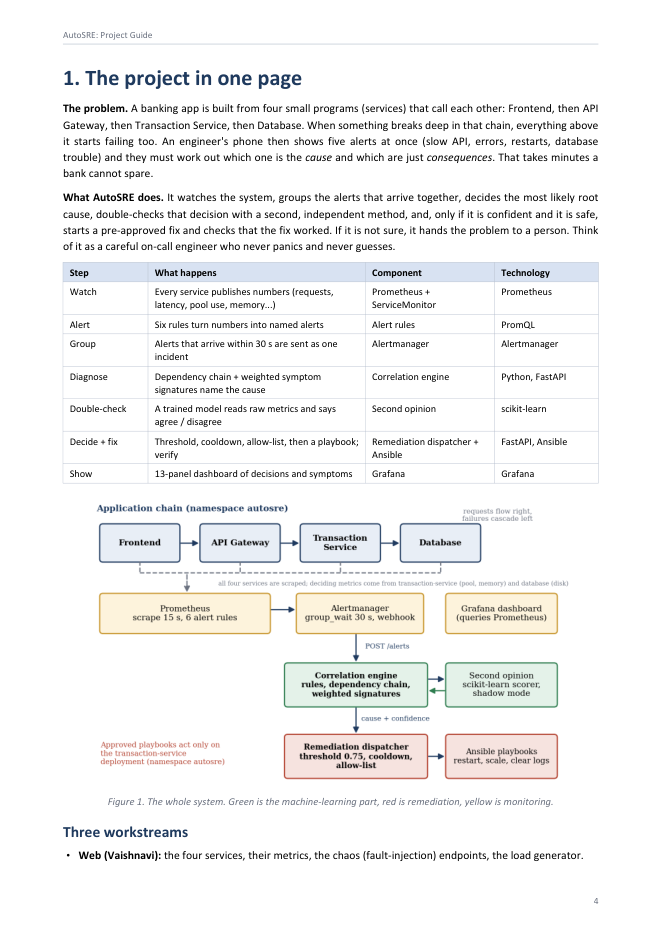 AutoSRE: Project Guide
1. The project in one page
The problem. A banking app is built from four small programs (services) that call each other: Frontend, then API
Gateway, then Transaction Service, then Database. When something breaks deep in that chain, everything above
it starts failing too. An engineer's phone then shows five alerts at once (slow API, errors, restarts, database
trouble) and they must work out which one is the cause and which are just consequences. That takes minutes a
bank cannot spare.
What AutoSRE does. It watches the system, groups the alerts that arrive together, decides the most likely root
cause, double-checks that decision with a second, independent method, and, only if it is confident and it is safe,
starts a pre-approved fix and checks that the fix worked. If it is not sure, it hands the problem to a person. Think
of it as a careful on-call engineer who never panics and never guesses.
Step What happens Component Technology
Watch Every service publishes numbers (requests, Prometheus + Prometheus
latency, pool use, memory...) ServiceMonitor
Alert Six rules turn numbers into named alerts Alert rules PromQL
Group Alerts that arrive within 30 s are sent as one Alertmanager Alertmanager
incident
Diagnose Dependency chain + weighted symptom Correlation engine Python, FastAPI
signatures name the cause
Double-check A trained model reads raw metrics and says Second opinion scikit-learn
agree / disagree
Decide + fix Threshold, cooldown, allow-list, then a playbook; Remediation dispatcher + FastAPI, Ansible
verify Ansible
Show 13-panel dashboard of decisions and symptoms Grafana Grafana
Application chain (namespace autosre)
requests flow right,
failures cascade left
Frontend API Gateway Transaction Service Database
all four services are scraped; deciding metrics come from transaction-service (pool, memory) and database (disk)
Prometheus Alertmanager Grafana dashboard
scrape 15 s, 6 alert rules group_wait 30 s, webhook (queries Prometheus)
POST /alerts
Correlation engine Second opinion
rules, dependency chain, scikit-learn scorer,
weighted signatures shadow mode
cause + confidence
Approved playbooks act only on
the transaction-service
deployment (namespace autosre)
Remediation dispatcher Ansible playbooks
threshold 0.75, cooldown, restart, scale, clear logs
allow-list
Figure 1. The whole system. Green is the machine-learning part, red is remediation, yellow is monitoring.
Three workstreams
• Web (Vaishnavi): the four services, their metrics, the chaos (fault-injection) endpoints, the load generator.
4